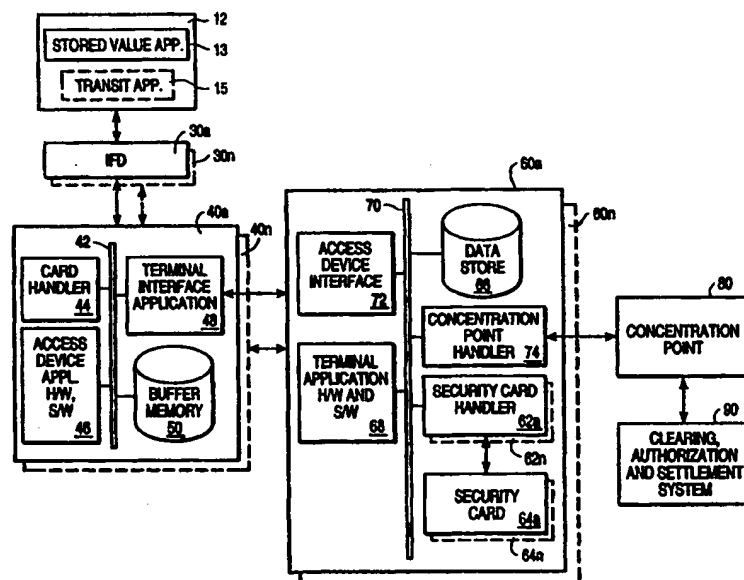 12
STORED VALUE APP.
13
TRANSIT APP.
15
30a
IFD
30n
40a
40n
42
CARD
HANDLER
44
TERMINAL
INTERFACE
APPLICATION
48
ACCESS
DEVICE
APPL.
H/W,
S/W
46
BUFFER
MEMORY
50
60a
60n
70
ACCESS
DEVICE
INTERFACE
72
DATA
STORE
66
CONCENTRATION
POINT
HANDLER
74
TERMINAL
APPLICATION
H/W AND
S/W
68
SECURITY CARD
HANDLER
62a
62n
SECURITY
CARD
64a
64n
80
CONCENTRATION
POINT
90
CLEARING,
AUTHORIZATION
AND SETTLEMENT
SYSTEM